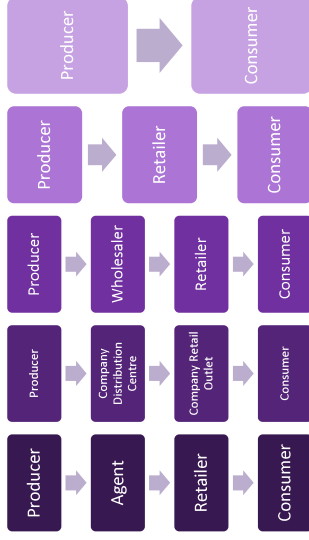 Producer
Consumer
Producer
Retailer
Consumer
Producer
Wholesaler
Retailer
Consumer
Producer
Company
Distribution
Centre
Company Retail
Outlet
Consumer
Producer
Agent
Retailer
Consumer